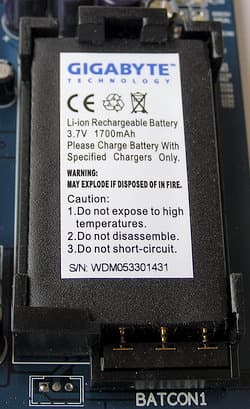 GIGABYTE™
TECHNOLOGY
CE
Li-ion Rechargeable Battery
3.7V 1700mAh
Please Charge Battery With
Specified Chargers Only.
WARNING:
MAY EXPLODE IF DISPOSED OF IN FIRE.
Caution:
1.Do not expose to high
temperatures.
2.Do not disassemble.
3.Do not short-circuit.
S/N: WDM053301431
BATCON1